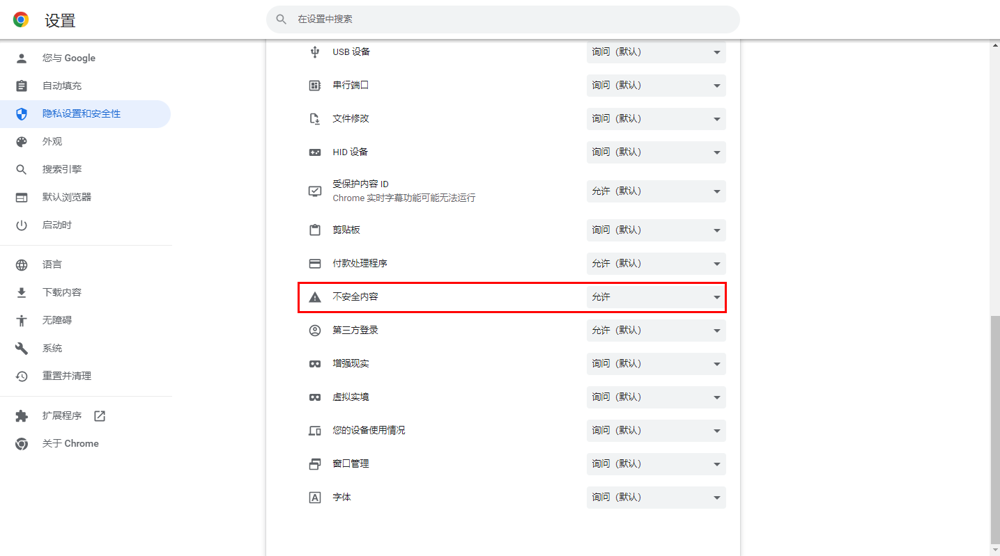 设置
在设置中搜索
您与 Google
自动填充
隐私设置和安全性
外观
搜索引擎
默认浏览器
启动时
语言
下载内容
无障碍
系统
重置并清理
扩展程序
关于 Chrome
USB 设备 询问（默认）
串行端口 询问（默认）
文件修改 询问（默认）
HID 设备 询问（默认）
受保护内容 ID 允许（默认）
Chrome 实时字幕功能可能无法运行
剪贴板 询问（默认）
付款处理程序 允许（默认）
不安全内容 允许
第三方登录 允许（默认）
增强现实 询问（默认）
虚拟实境 询问（默认）
您的设备使用情况 询问（默认）
窗口管理 询问（默认）
字体 询问（默认）